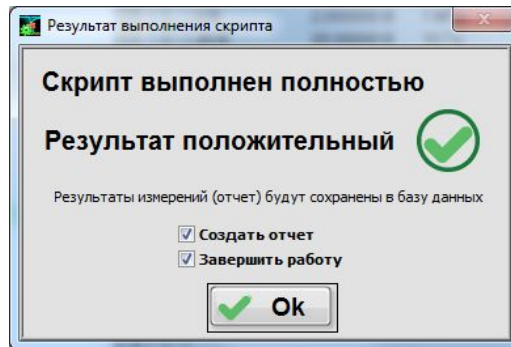 Результат выполнения скрипта
Скрипт выполнен полностью
Результат положительный
Результаты измерений (отчет) будут сохранены в базу данных
Создать отчет
Завершить работу
Ok